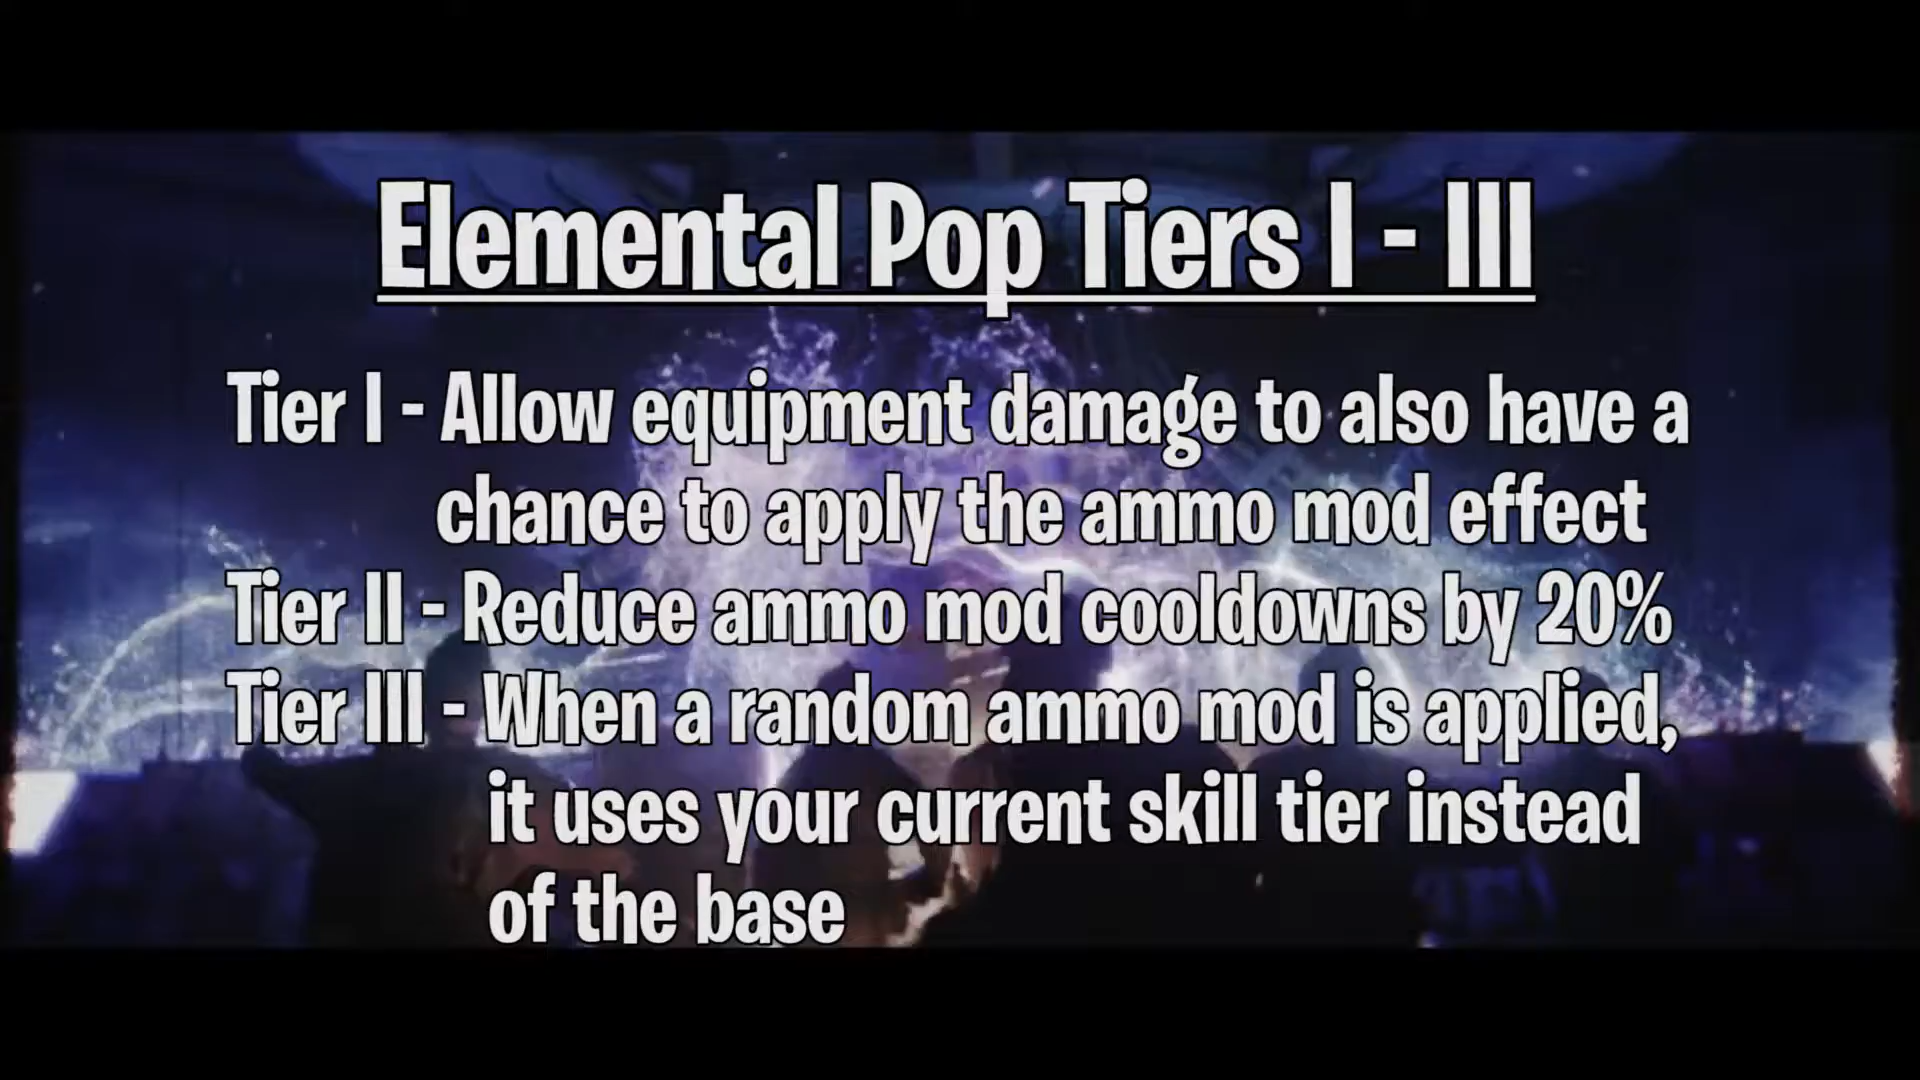 Elemental Pop Tiers I - III
Tier I - Allow equipment damage to also have a
chance to apply the ammo mod effect
Tier II - Reduce ammo mod cooldowns by 20%
Tier III - When a random ammo mod is applied,
it uses your current skill tier instead
of the base